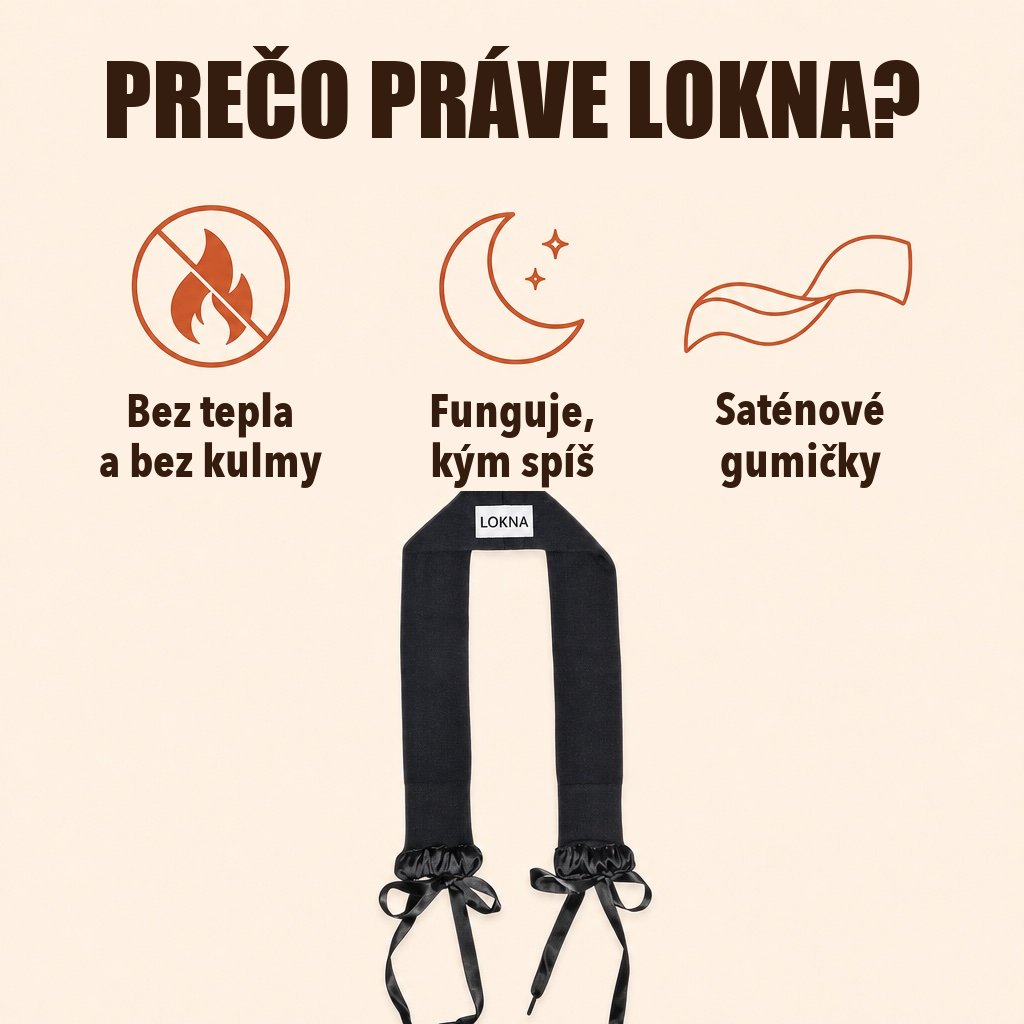 PREČO PRÁVE LOKNA?
Bez tepla
a bez kulmy
Funguje,
kým spíš
Saténové
gumičky
LOKNA